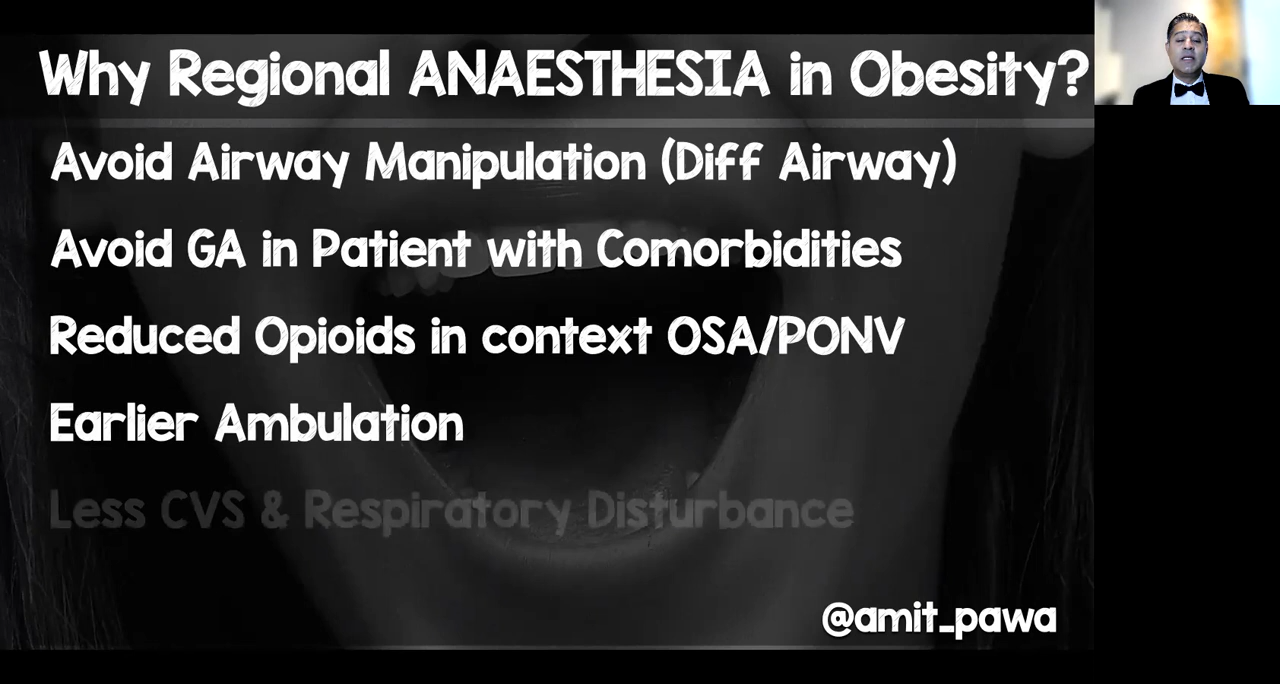 Why Regional ANAESTHESIA in Obesity?
Avoid Airway Manipulation (Diff Airway)
Avoid GA in Patient with Comorbidities
Reduced Opioids in context OSA/PONV
Earlier Ambulation
Less CVS & Respiratory Disturbance
@amit_pawa